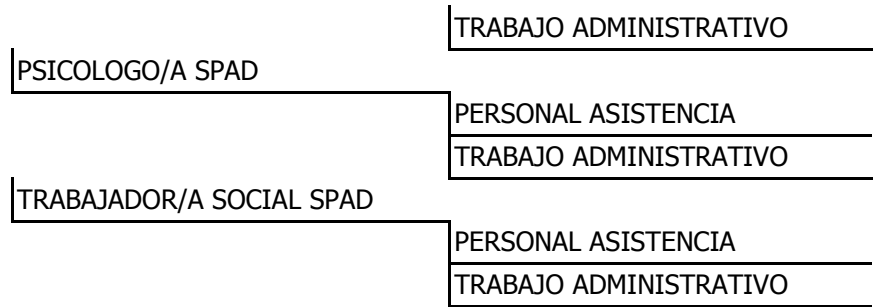 TRABAJO ADMINISTRATIVO
PSICOLOGO/A SPAD
PERSONAL ASISTENCIA
TRABAJO ADMINISTRATIVO
TRABAJADOR/A SOCIAL SPAD
PERSONAL ASISTENCIA
TRABAJO ADMINISTRATIVO